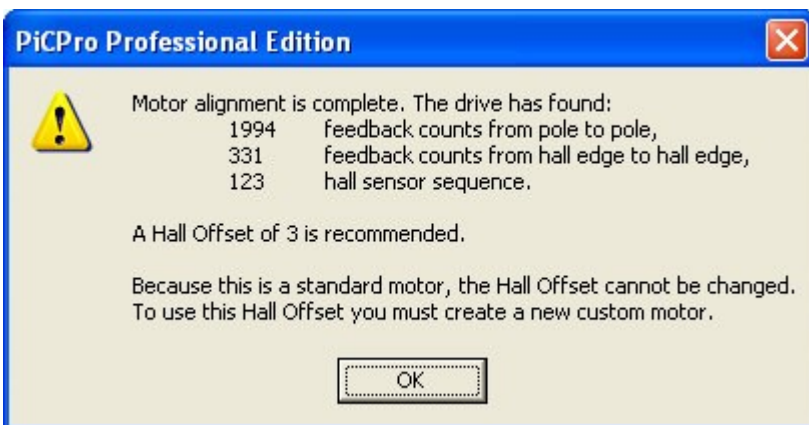 PiCPro Professional Edition
Motor alignment is complete. The drive has found:
1994 feedback counts from pole to pole,
331 feedback counts from hall edge to hall edge,
123 hall sensor sequence.
A Hall Offset of 3 is recommended.
Because this is a standard motor, the Hall Offset cannot be changed.
To use this Hall Offset you must create a new custom motor.
OK